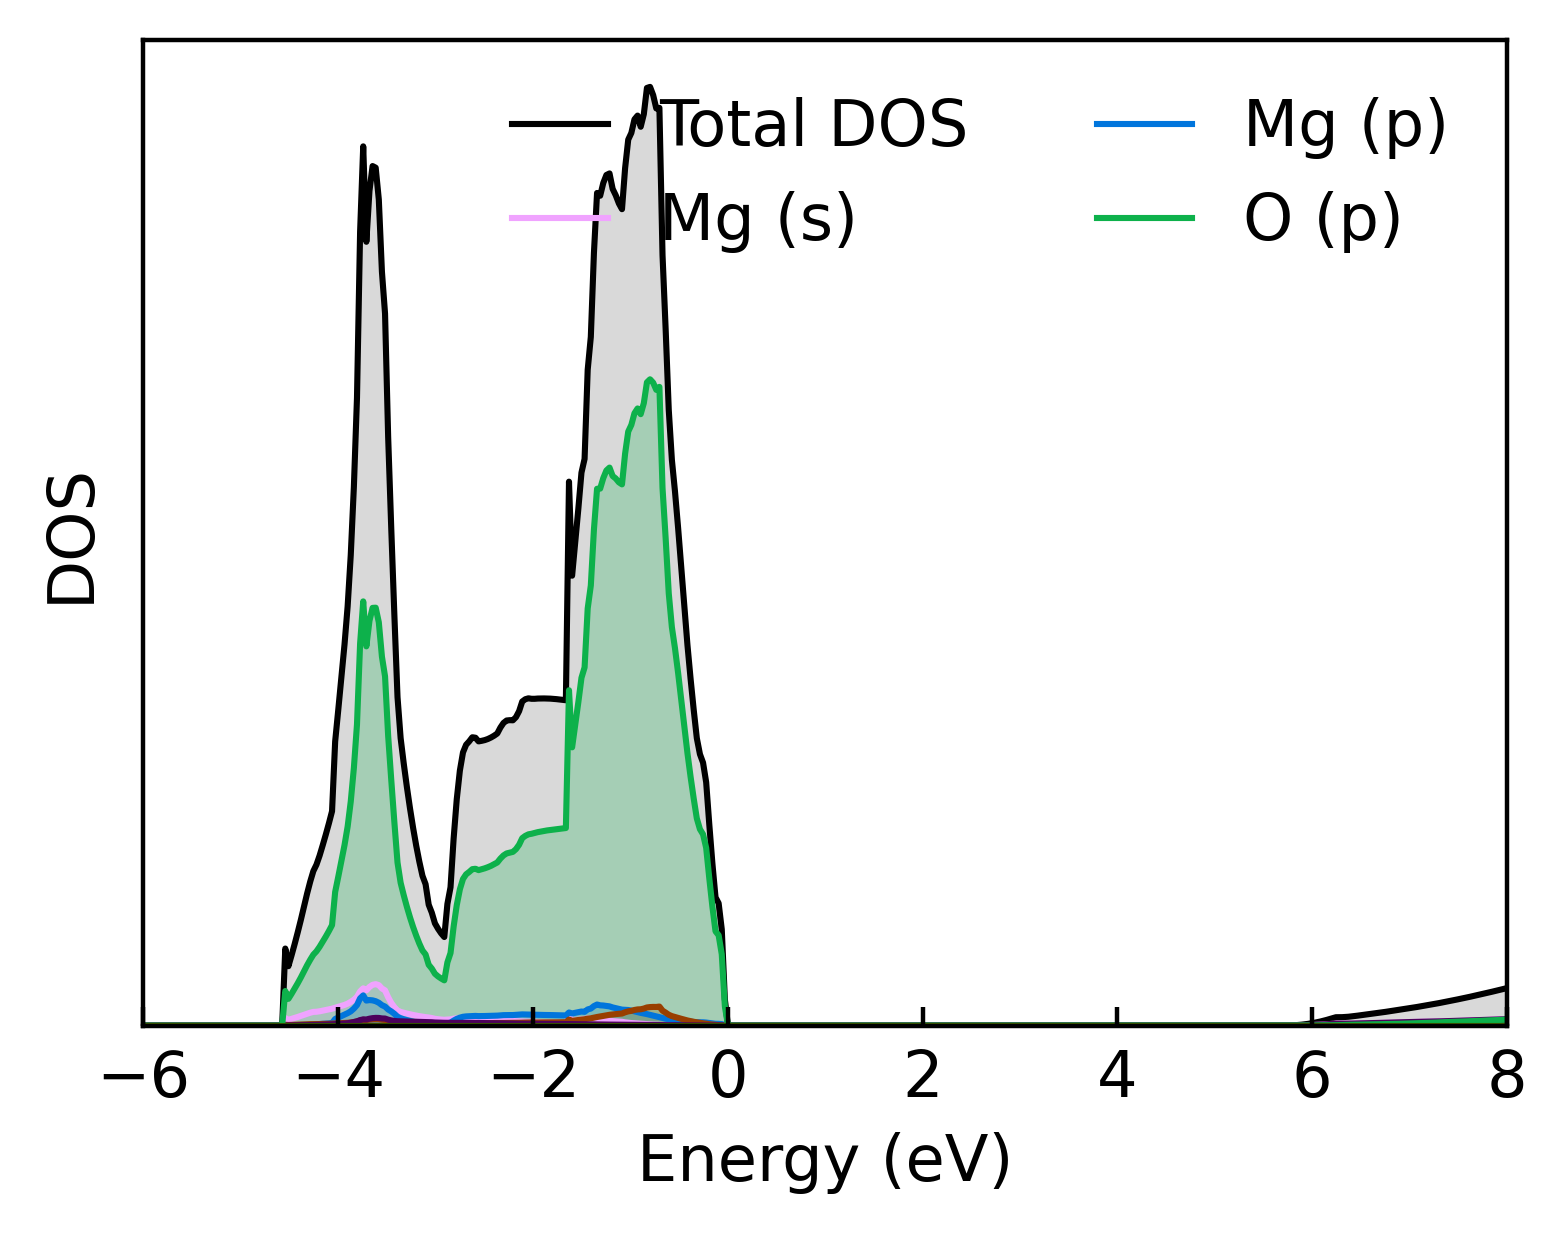 Total DOS
Mg (s)
Mg (p)
O (p)
DOS
−6 −4 −2 0 2 4 6 8
Energy (eV)